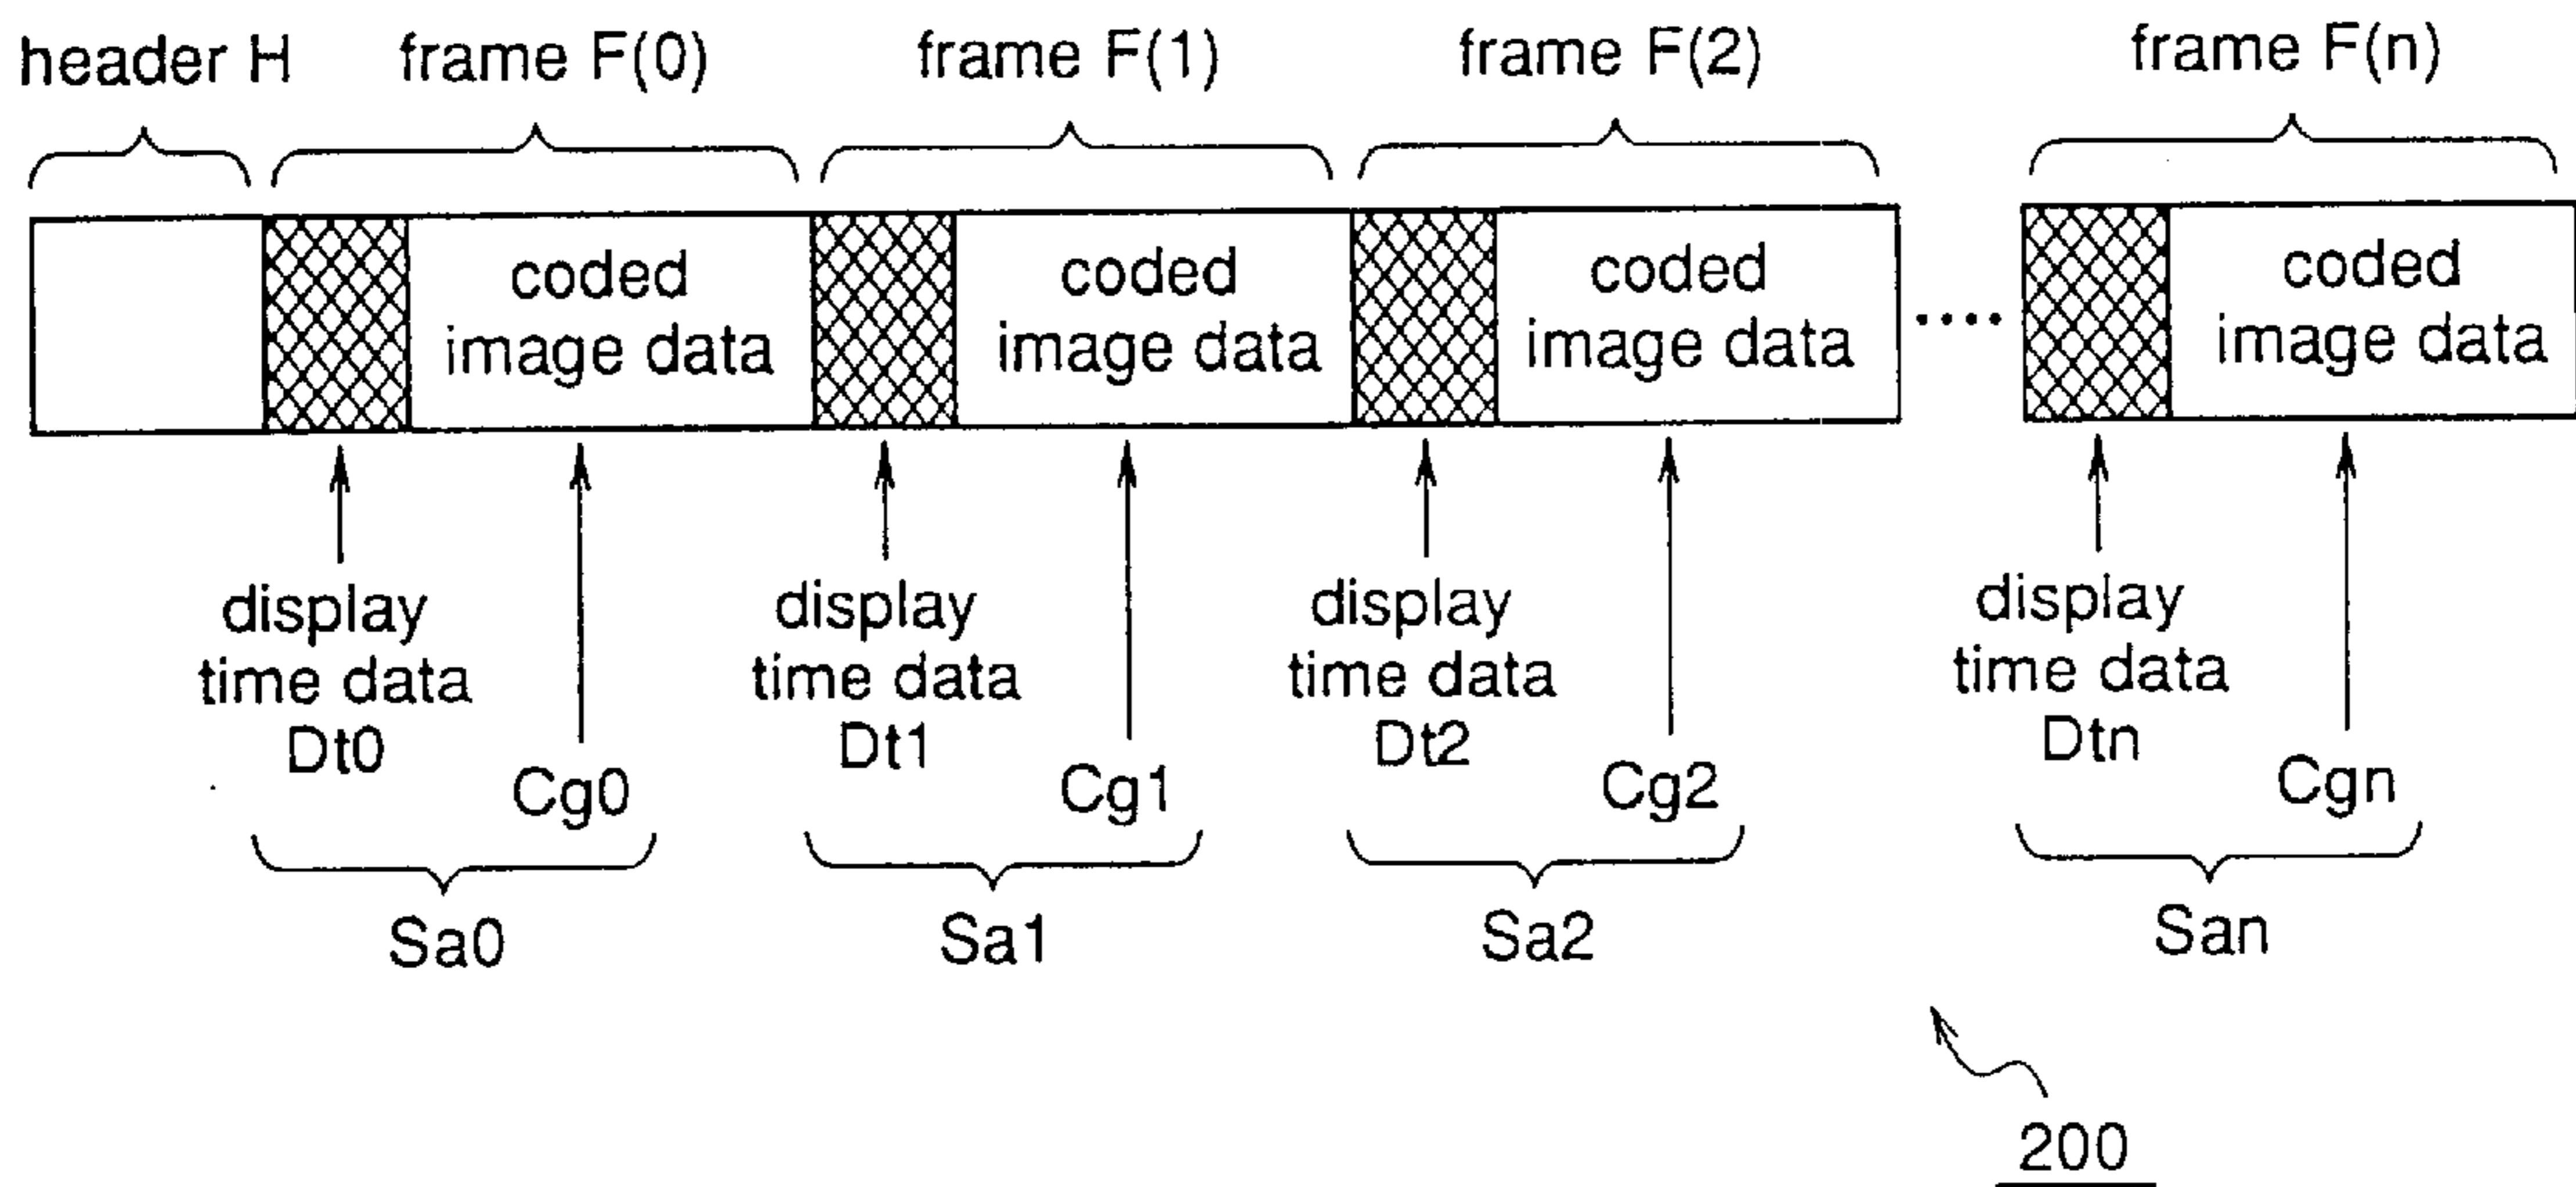 header H frame F(0) frame F(1) frame F(2) frame F(n)
coded coded coded coded
image data image data image data image data
display display display display
time data time data time data time data
Dt0 Dt1 Dt2 Dtn
Cg0 Cg1 Cg2 Cgn
Sa0 Sa1 Sa2 San
200